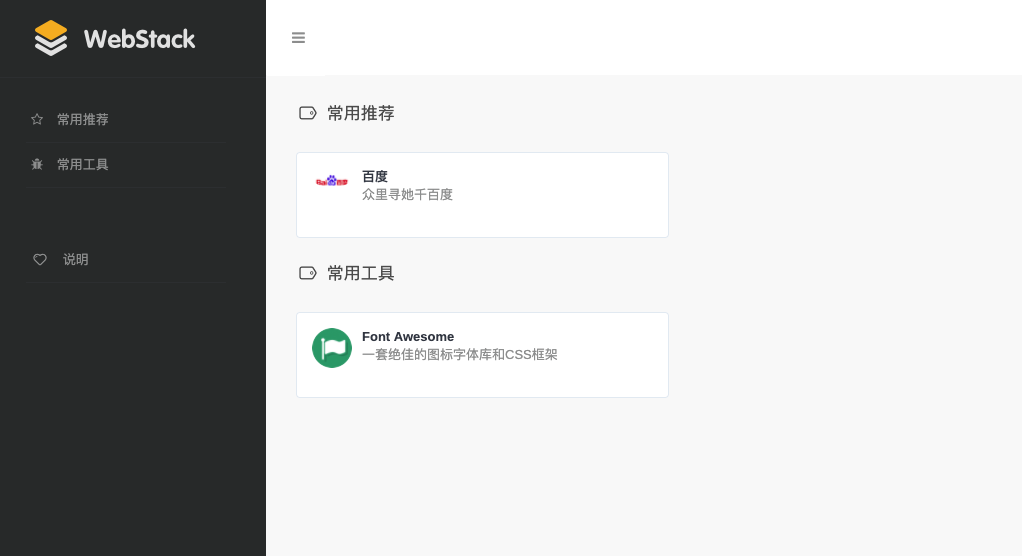 WebStack
常用推荐
常用工具
说明
常用推荐
百度
众里寻她千百度
常用工具
Font Awesome
一套绝佳的图标字体库和CSS框架